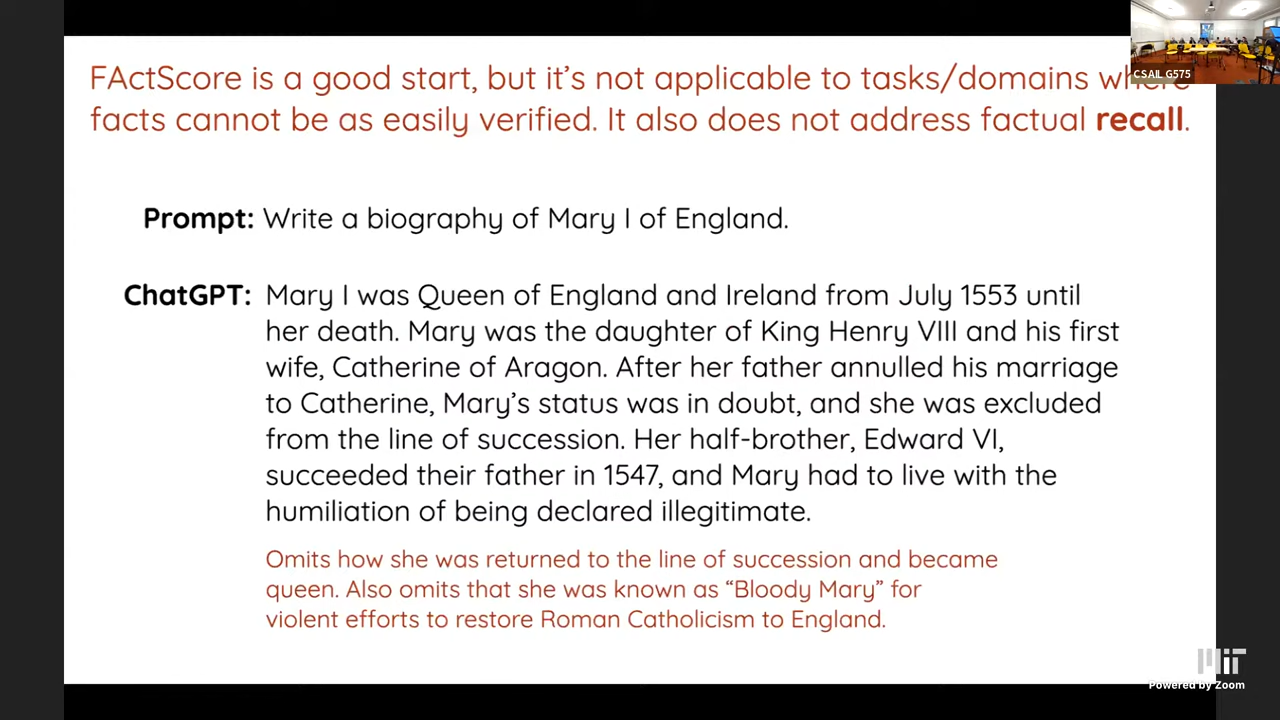 FActScore is a good start, but it's not applicable to tasks/domains where
facts cannot be as easily verified. It also does not address factual recall.
CSAIL G575
Prompt: Write a biography of Mary I of England.
ChatGPT: Mary I was Queen of England and Ireland from July 1553 until
her death. Mary was the daughter of King Henry VIII and his first
wife, Catherine of Aragon. After her father annulled his marriage
to Catherine, Mary's status was in doubt, and she was excluded
from the line of succession. Her half-brother, Edward VI,
succeeded their father in 1547, and Mary had to live with the
humiliation of being declared illegitimate.
Omits how she was returned to the line of succession and became
queen. Also omits that she was known as “Bloody Mary” for
violent efforts to restore Roman Catholicism to England.
MIT
Powered by Zoom